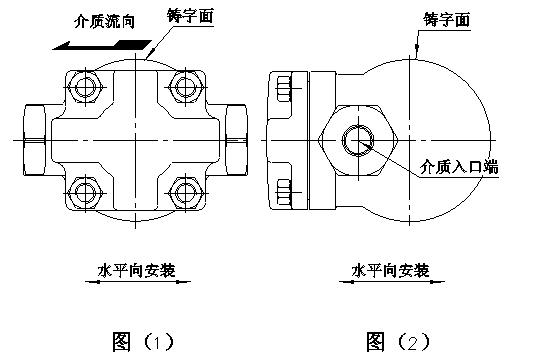 介质流向
铸字面
铸字面
介质入口端
水平向安装
水平向安装
图（1）
图（2）